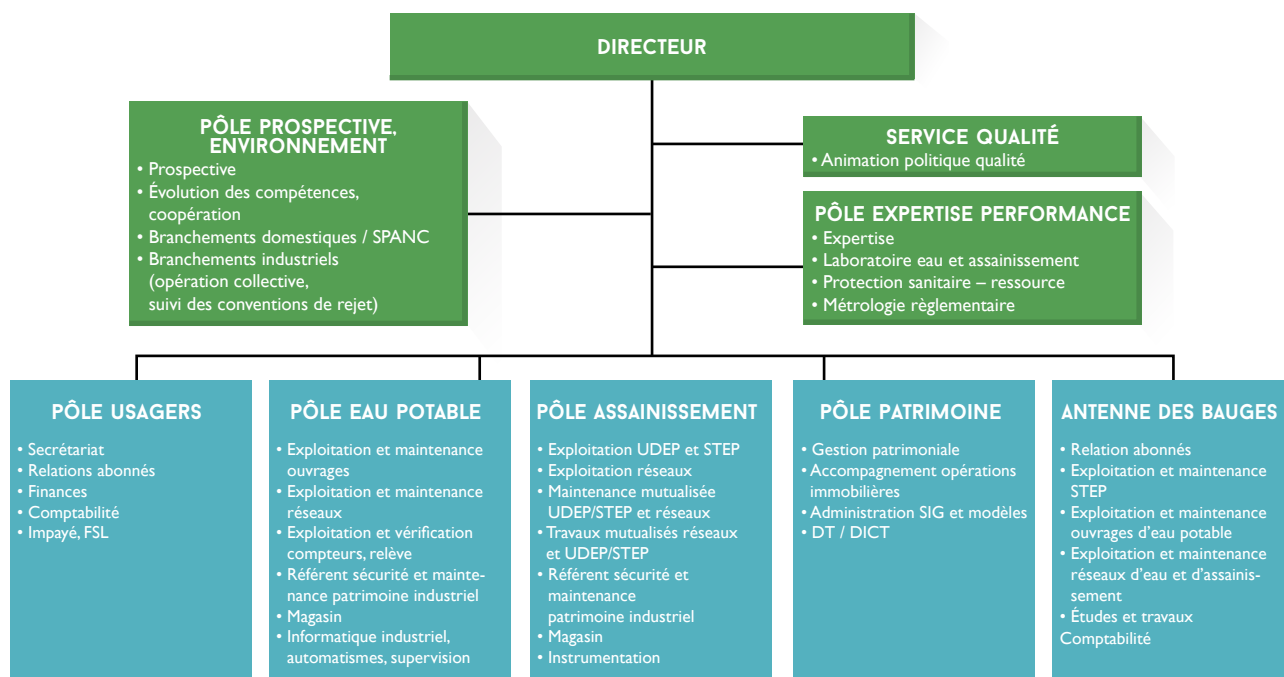 DIRECTEUR
PÔLE PROSPECTIVE,
ENVIRONNEMENT
• Prospective
• Évolution des compétences,
coopération
• Branchements domestiques / SPANC
• Branchements industriels
(opération collective,
suivi des conventions de rejet)
SERVICE QUALITÉ
• Animation politique qualité
PÔLE EXPERTISE PERFORMANCE
• Expertise
• Laboratoire eau et assainissement
• Protection sanitaire – ressource
• Métrologie règlementaire
PÔLE USAGERS
• Secrétariat
• Relations abonnés
• Finances
• Comptabilité
• Impayé, FSL
PÔLE EAU POTABLE
• Exploitation et maintenance
ouvrages
• Exploitation et maintenance
réseaux
• Exploitation et vérification
compteurs, relève
• Référent sécurité et mainte-
nance patrimoine industriel
• Magasin
• Informatique industriel,
automatismes, supervision
PÔLE ASSAINISSEMENT
• Exploitation UDEP et STEP
• Exploitation réseaux
• Maintenance mutualisée
UDEP/STEP et réseaux
• Travaux mutualisés réseaux
et UDEP/STEP
• Référent sécurité et
maintenance
patrimoine industriel
• Magasin
• Instrumentation
PÔLE PATRIMOINE
• Gestion patrimoniale
• Accompagnement opérations
immobilières
• Administration SIG et modèles
• DT / DICT
ANTENNE DES BAUGES
• Relation abonnés
• Exploitation et maintenance
STEP
• Exploitation et maintenance
ouvrages d'eau potable
• Exploitation et maintenance
réseaux d'eau et d'assainis-
sement
• Études et travaux
Comptabilité